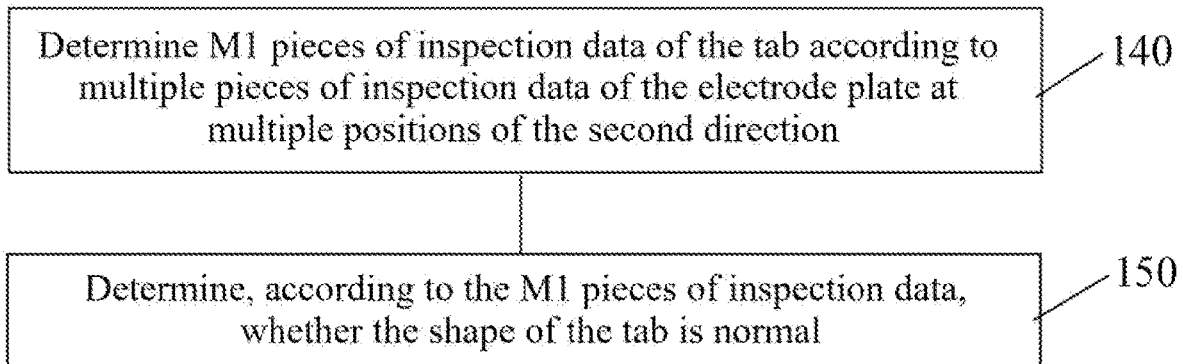 Determine M1 pieces of inspection data of the tab according to
multiple pieces of inspection data of the electrode plate at
multiple positions of the second direction
140
Determine, according to the M1 pieces of inspection data,
whether the shape of the tab is normal
150